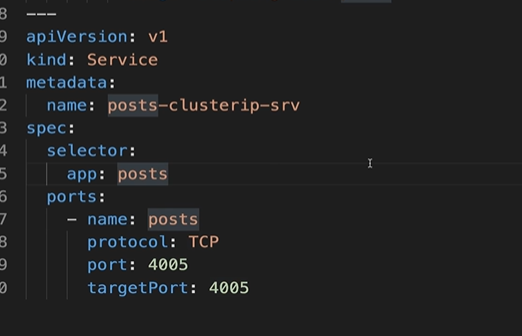 8 ---
9 apiVersion: v1
0 kind: Service
1 metadata:
2   name: posts-clusterip-srv
3 spec:
4   selector:
5     app: posts
6   ports:
7     - name: posts
8       protocol: TCP
9       port: 4005
0       targetPort: 4005